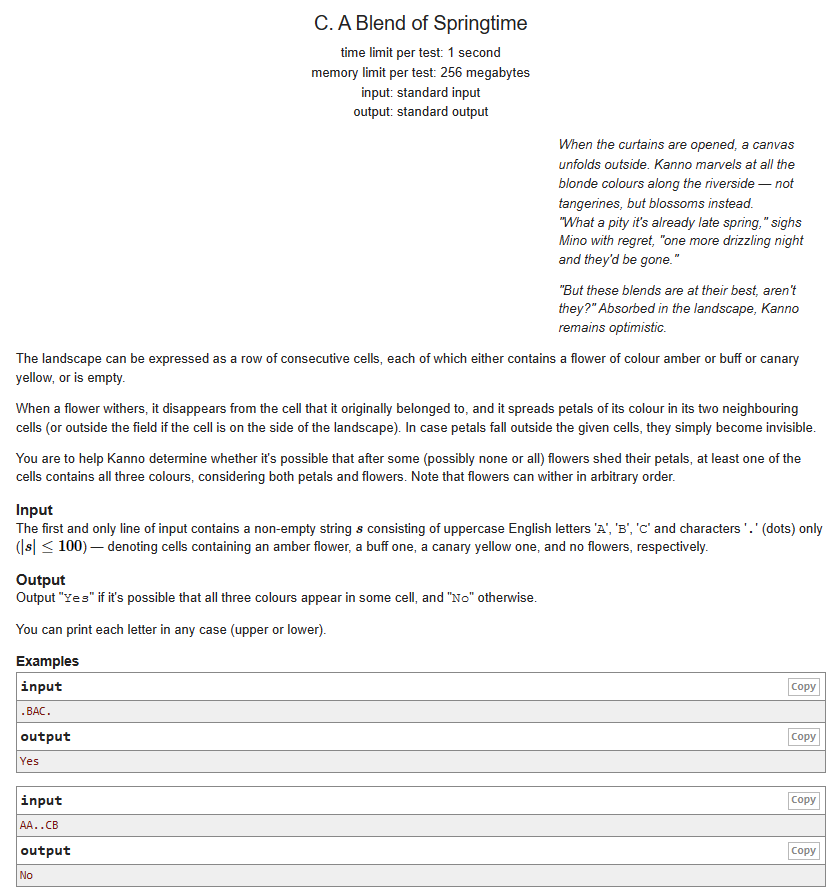 C. A Blend of Springtime
time limit per test: 1 second
memory limit per test: 256 megabytes
input: standard input
output: standard output
When the curtains are opened, a canvas
unfolds outside. Kanno marvels at all the
blonde colours along the riverside — not
tangerines, but blossoms instead.
"What a pity it's already late spring," sighs
Mino with regret, "one more drizzling night
and they'd be gone."
"But these blends are at their best, aren't
they?" Absorbed in the landscape, Kanno
remains optimistic.
The landscape can be expressed as a row of consecutive cells, each of which either contains a flower of colour amber or buff or canary
yellow, or is empty.
When a flower withers, it disappears from the cell that it originally belonged to, and it spreads petals of its colour in its two neighbouring
cells (or outside the field if the cell is on the side of the landscape). In case petals fall outside the given cells, they simply become invisible.
You are to help Kanno determine whether it's possible that after some (possibly none or all) flowers shed their petals, at least one of the
cells contains all three colours, considering both petals and flowers. Note that flowers can wither in arbitrary order.
Input
The first and only line of input contains a non-empty string s consisting of uppercase English letters 'A', 'B', 'C' and characters '.' (dots) only
(|s| ≤ 100) — denoting cells containing an amber flower, a buff one, a canary yellow one, and no flowers, respectively.
Output
Output "Yes" if it's possible that all three colours appear in some cell, and "No" otherwise.
You can print each letter in any case (upper or lower).
Examples
input Copy
.BAC.
output Copy
Yes
input Copy
AA..CB
output Copy
No